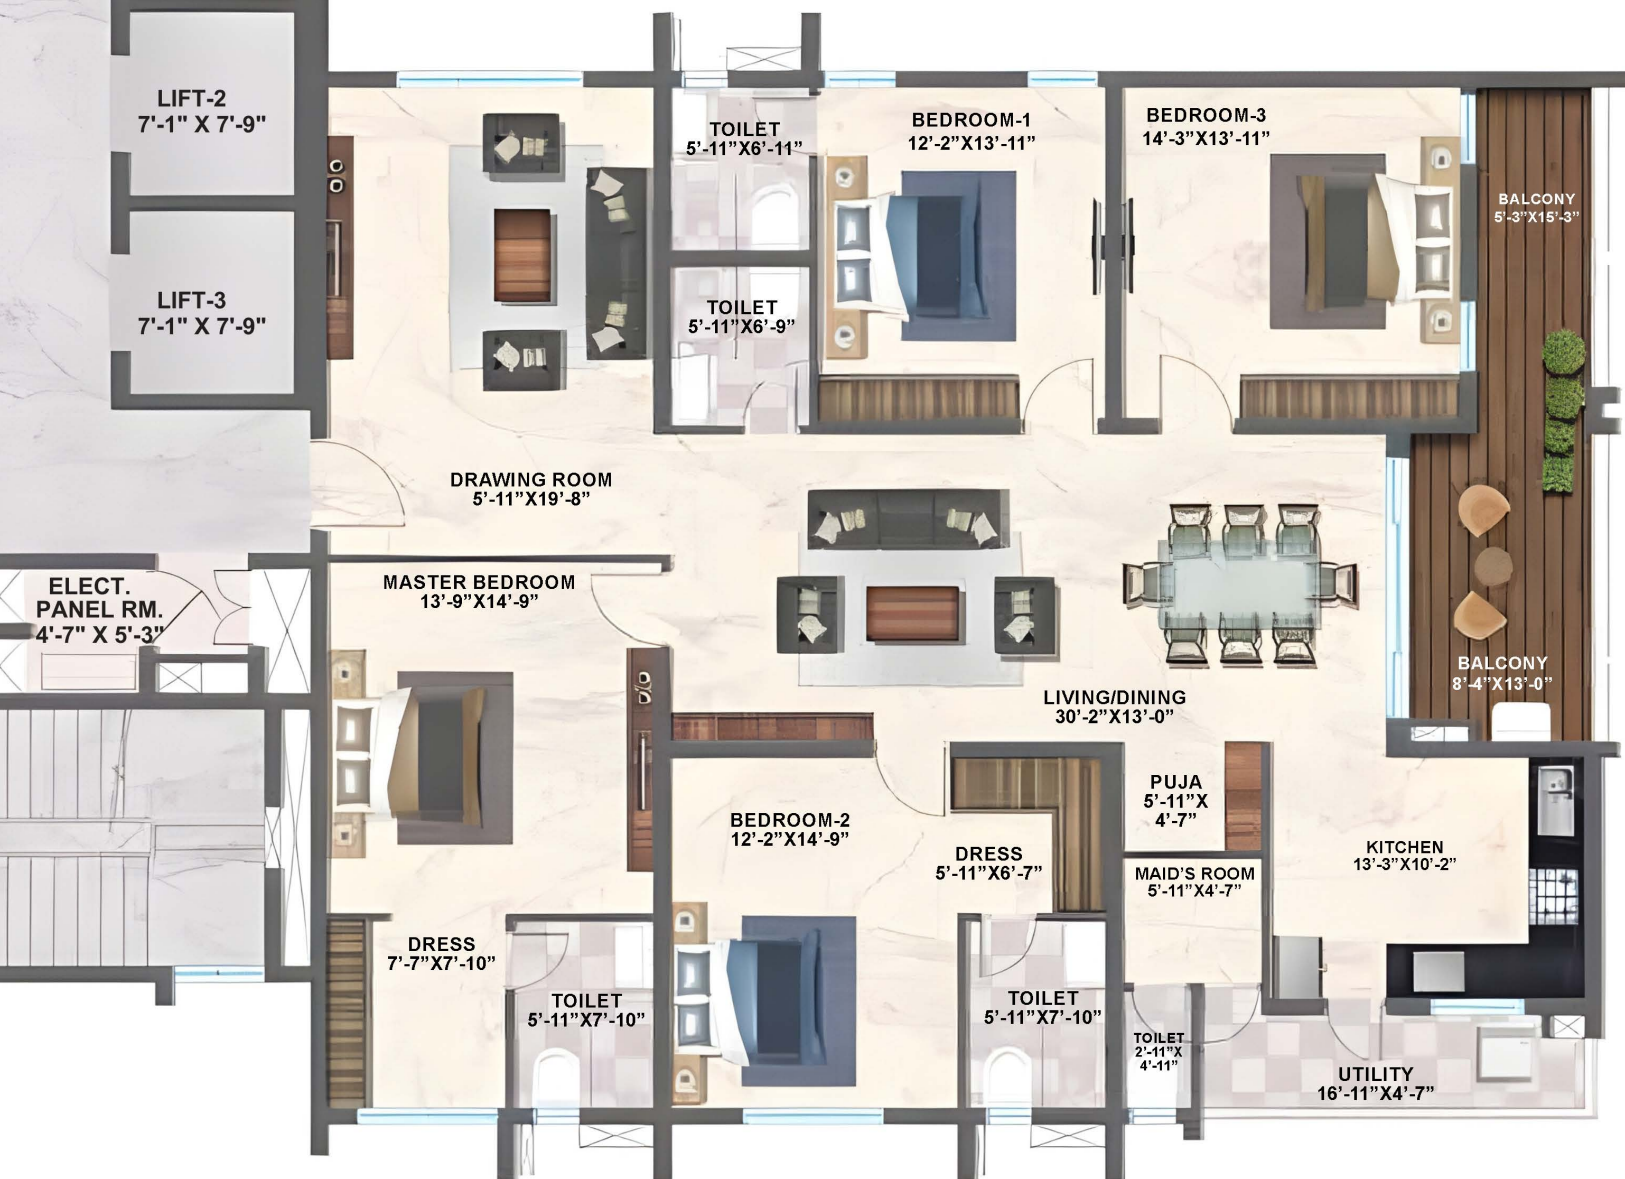 LIFT-2
7'-1" X 7'-9"
LIFT-3
7'-1" X 7'-9"
TOILET
5'-11”X6'-11”
BEDROOM-1
12'-2”X13'-11”
BEDROOM-3
14'-3”X13'-11”
BALCONY
5'-3”X15'-3”
TOILET
5'-11”X6'-9”
DRAWING ROOM
5'-11”X19'-8”
ELECT.
PANEL RM.
4'-7" X 5'-3"
MASTER BEDROOM
13'-9”X14'-9”
LIVING/DINING
30'-2”X13'-0”
BALCONY
8'-4”X13'-0”
PUJA
5'-11”X
4'-7”
BEDROOM-2
12'-2”X14'-9”
DRESS
5'-11”X6'-7”
MAID'S ROOM
5'-11”X4'-7”
KITCHEN
13'-3”X10'-2”
DRESS
7'-7”X7'-10”
TOILET
5'-11”X7'-10”
TOILET
5'-11”X7'-10”
TOILET
2'-11”X
4'-11”
UTILITY
16'-11”X4'-7”